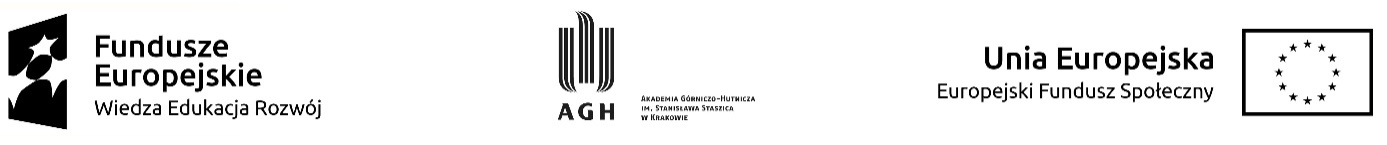 Fundusze
Europejskie
Wiedza Edukacja Rozwój
AGH
Akademia Górniczo-Hutnicza
im. Stanisława Staszica
w Krakowie
Unia Europejska
Europejski Fundusz Społeczny